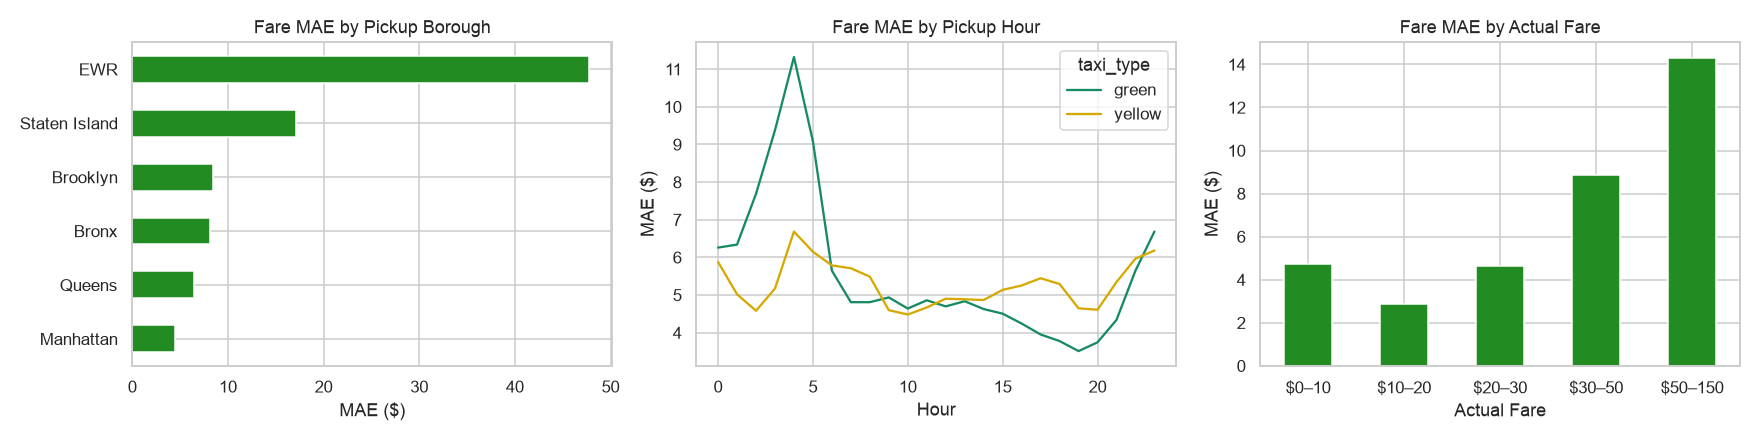 Fare MAE by Pickup Borough
EWR
Staten Island
Brooklyn
Bronx
Queens
Manhattan
0 10 20 30 40 50
MAE ($)
Fare MAE by Pickup Hour
MAE ($)
11
10
9
8
7
6
5
4
taxi_type
green
yellow
0 5 10 15 20
Hour
Fare MAE by Actual Fare
MAE ($)
14
12
10
8
6
4
2
0
$0–10 $10–20 $20–30 $30–50 $50–150
Actual Fare